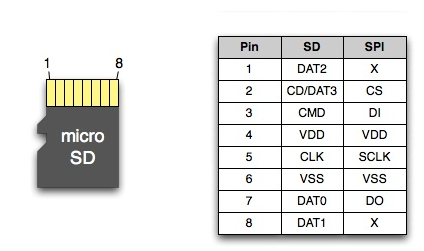 1 8
micro
SD
Pin SD SPI
1 DAT2 X
2 CD/DAT3 CS
3 CMD DI
4 VDD VDD
5 CLK SCLK
6 VSS VSS
7 DAT0 DO
8 DAT1 X